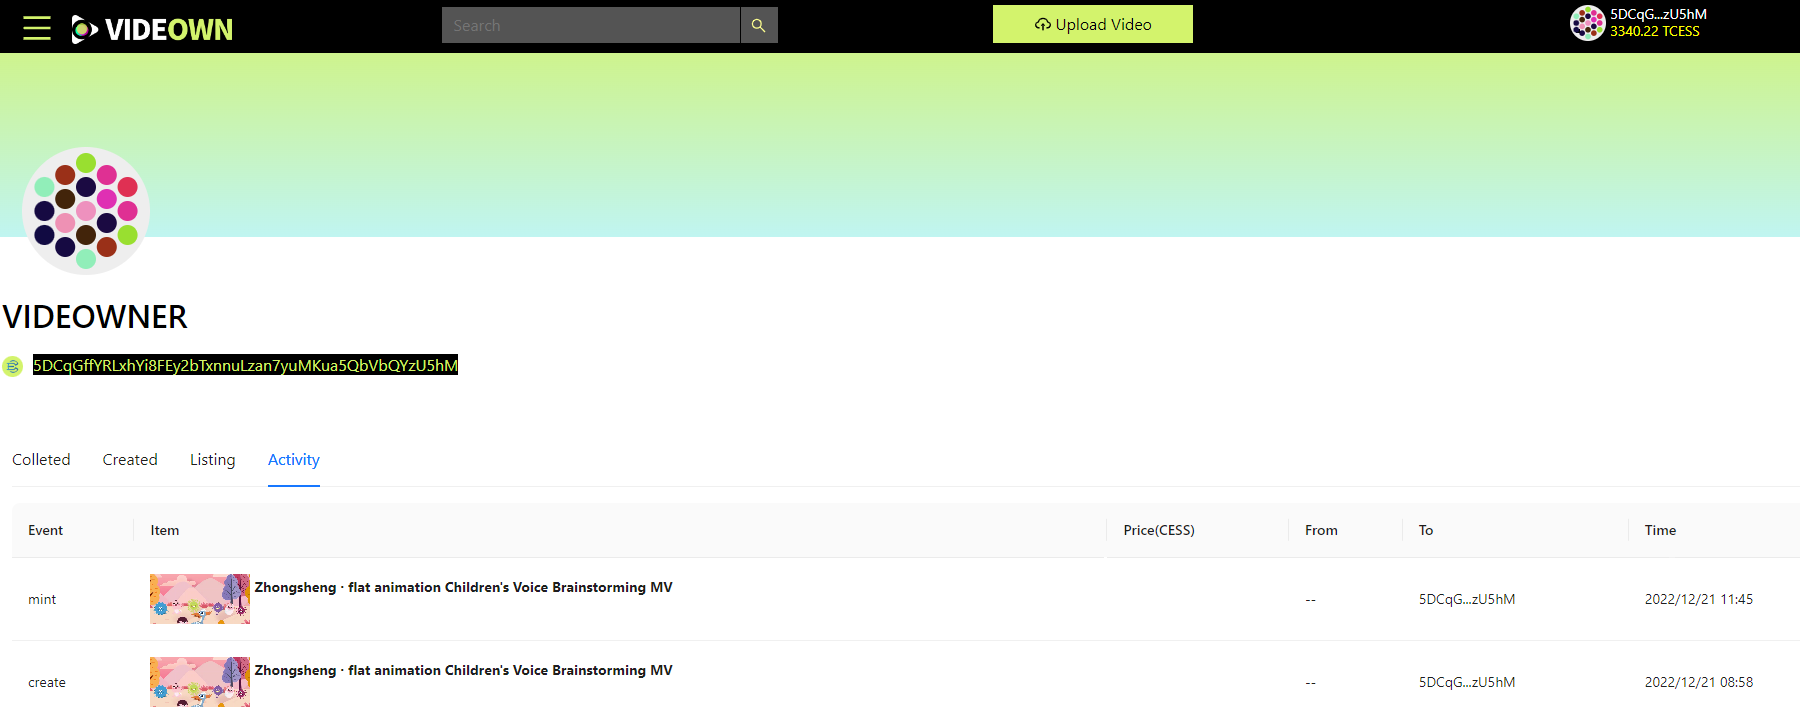 VIDEOWN
Search
Upload Video
5DCqG...zU5hM
3340.22 TCESS
VIDEOWNER
5DCqGffYRLxhYi8FEy2bTxnnuLzan7yuMKua5QbVbQYzU5hM
Colleted Created Listing Activity
Event Item Price(CESS) From To Time
mint Zhongsheng · flat animation Children's Voice Brainstorming MV -- 5DCqG...zU5hM 2022/12/21 11:45
create Zhongsheng · flat animation Children's Voice Brainstorming MV -- 5DCqG...zU5hM 2022/12/21 08:58